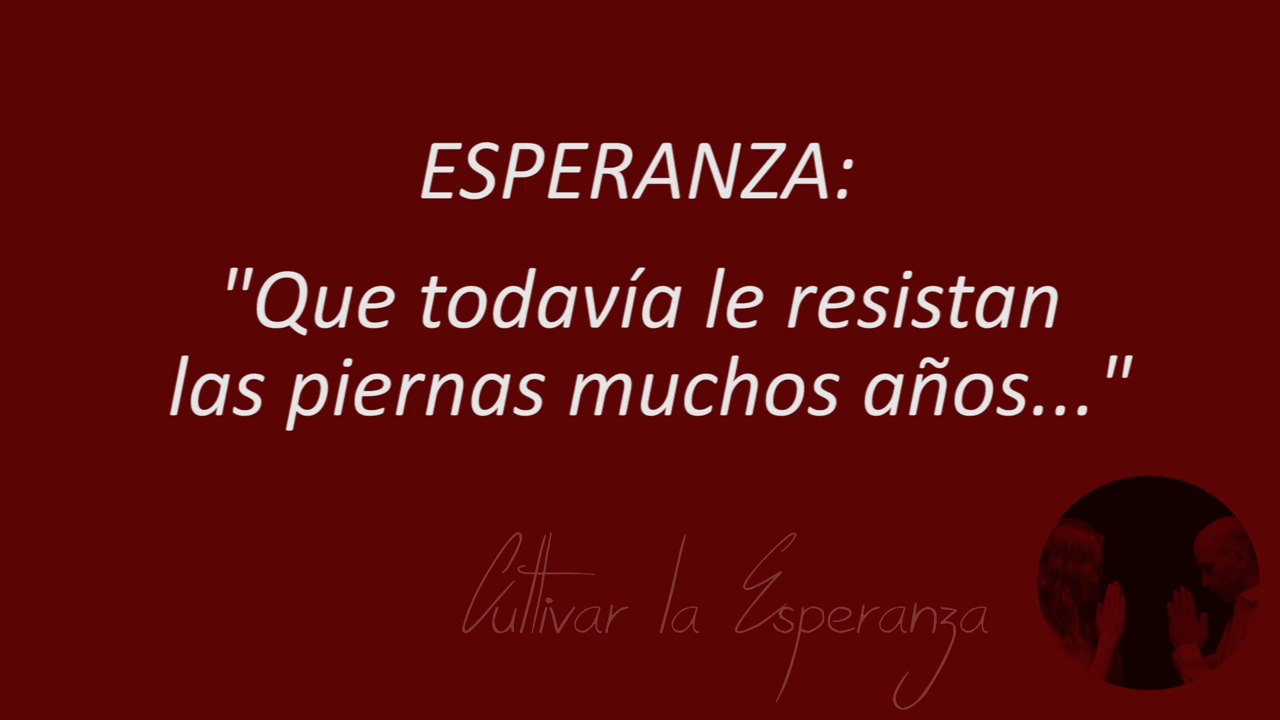 ESPERANZA:
"Que todavía le resistan
las piernas muchos años..."
Cultivar la Esperanza